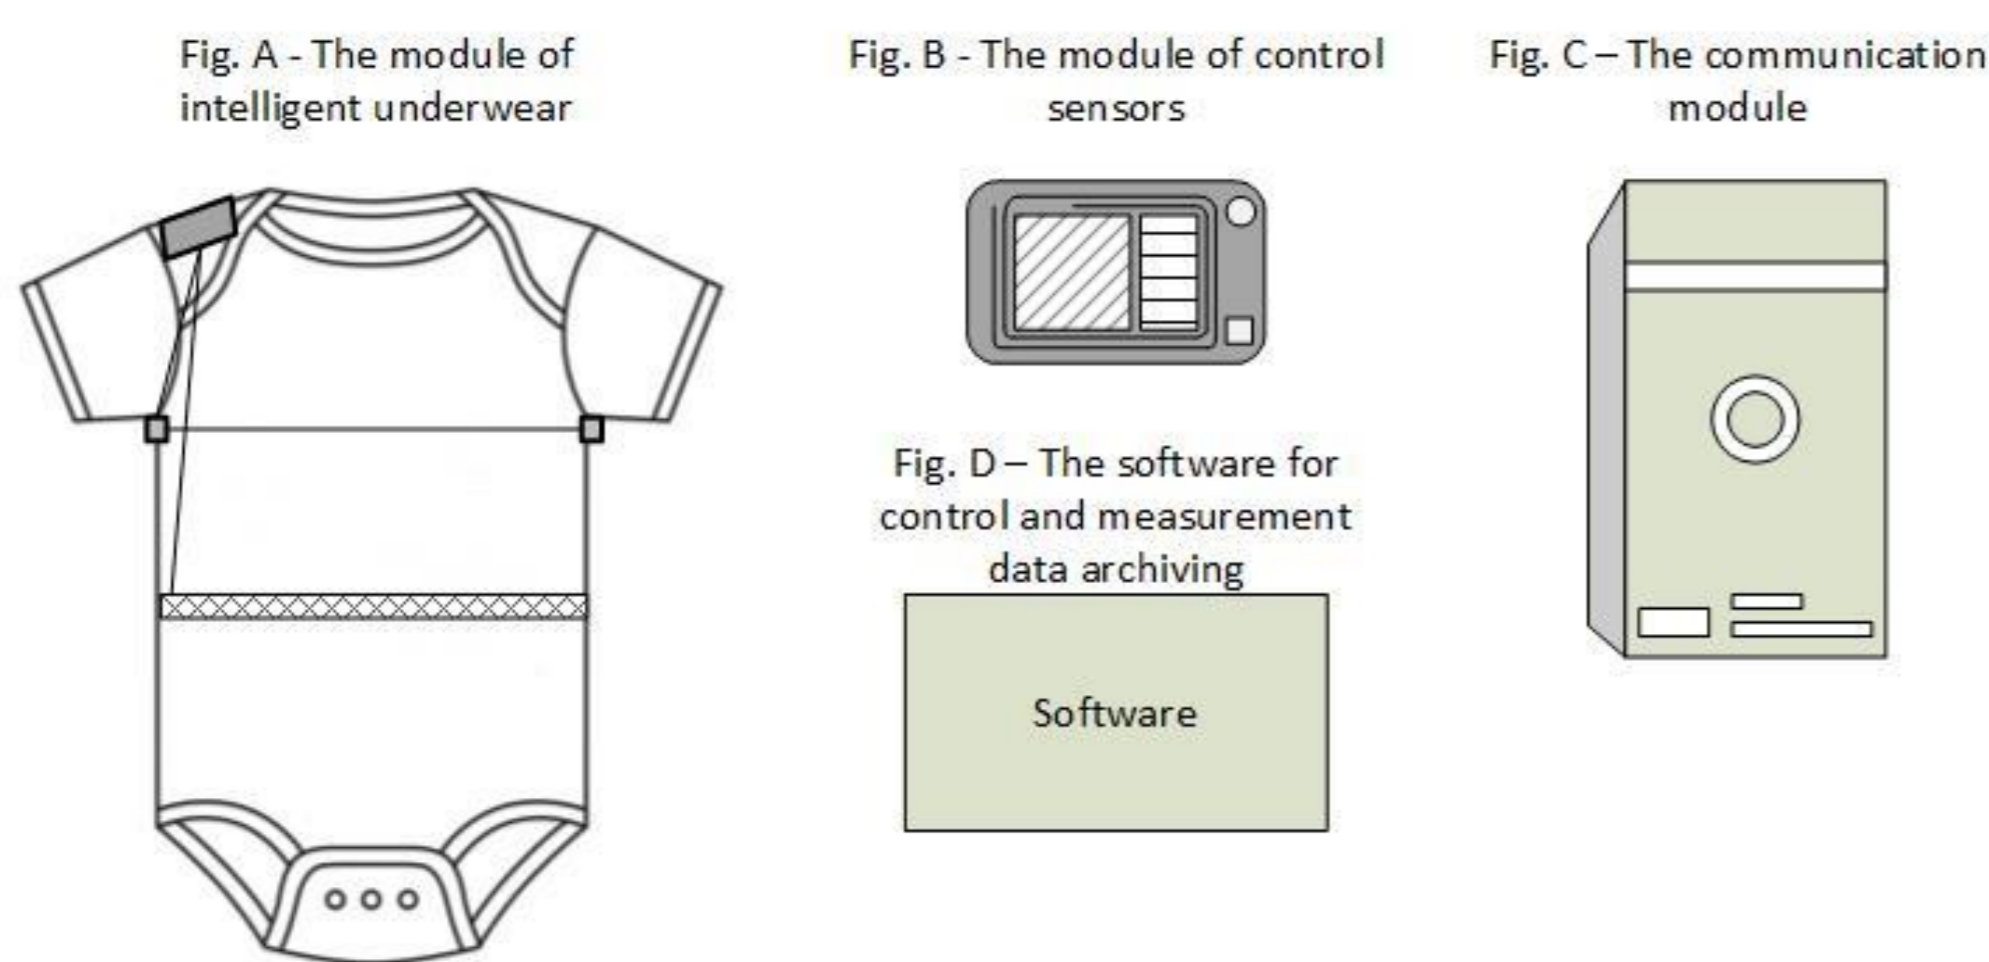 Fig. A - The module of
intelligent underwear
Fig. B - The module of control
sensors
Fig. C – The communication
module
Fig. D – The software for
control and measurement
data archiving
Software